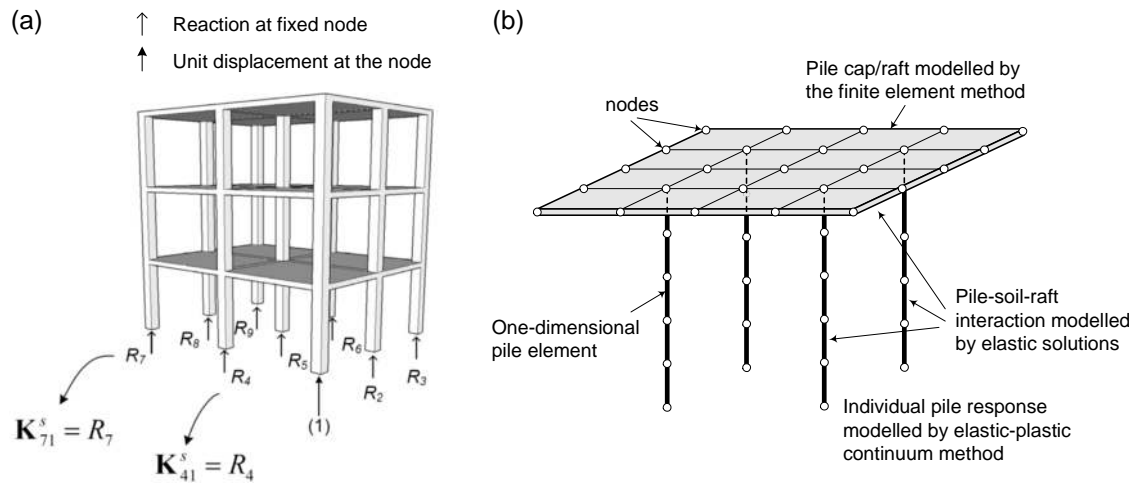 (a)
Reaction at fixed node
Unit displacement at the node
R7
R8
R9
R4
R5
R6
R2
R3
(1)
K^s_71 = R7
K^s_41 = R4
(b)
Pile cap/raft modelled by
the finite element method
nodes
One-dimensional
pile element
Pile-soil-raft
interaction modelled
by elastic solutions
Individual pile response
modelled by elastic-plastic
continuum method